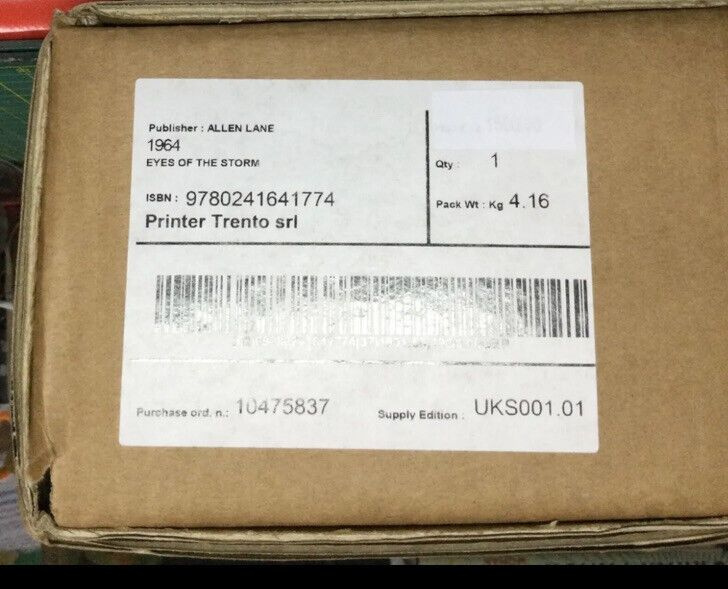 Publisher : ALLEN LANE
1964
EYES OF THE STORM
ISBN : 9780241641774
Printer Trento srl
Qty : 1
Pack Wt : Kg 4.16
Purchase ord. n.: 10475837
Supply Edition : UKS001.01